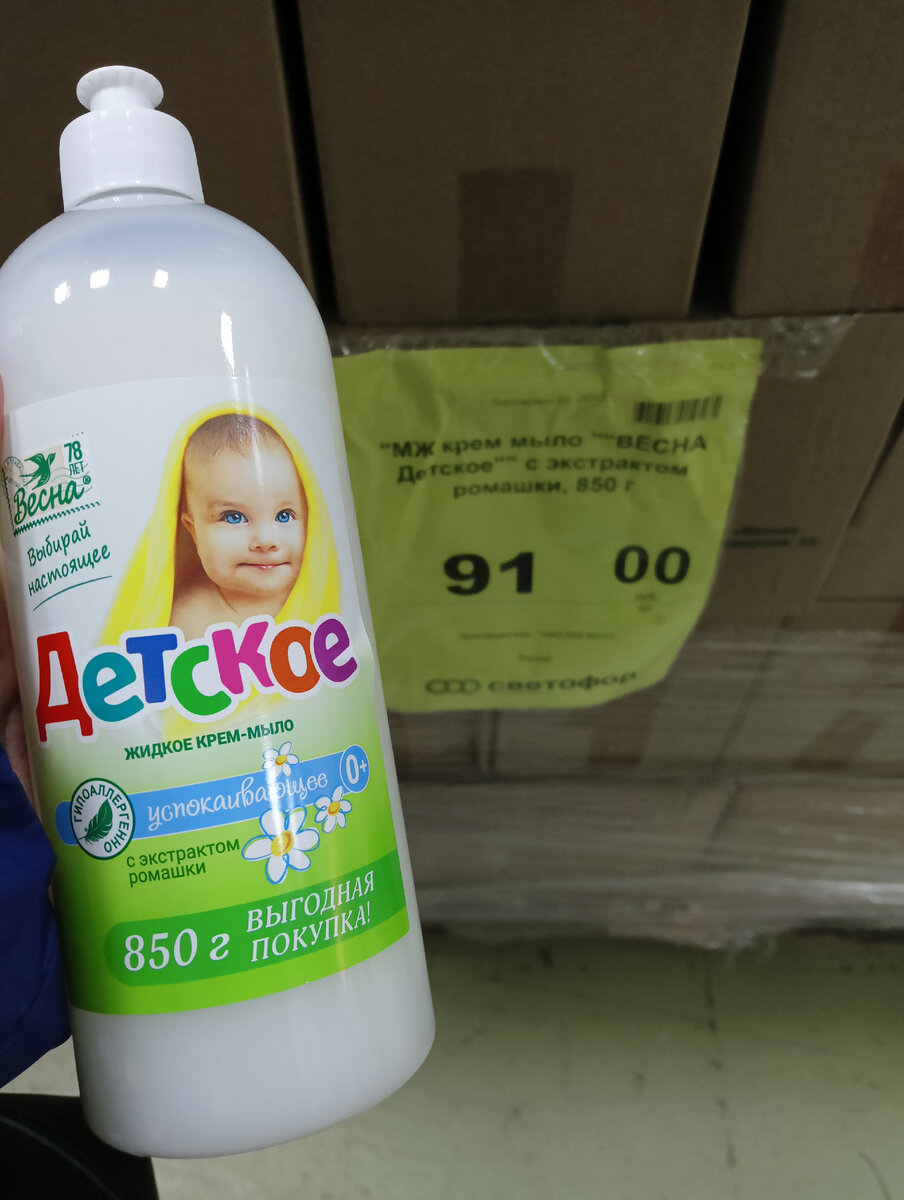 78
ЛЕТ
Весна®
Выбирай
настоящее
Детское
ЖИДКОЕ КРЕМ-МЫЛО
успокаивающее 0+
ГИПОАЛЛЕРГЕННО
с экстрактом
ромашки
850 г
ВЫГОДНАЯ
ПОКУПКА!
"МЖ крем мыло ""ВЕСНА
Детское"" с экстрактом
ромашки, 850 г
91 00
светофор